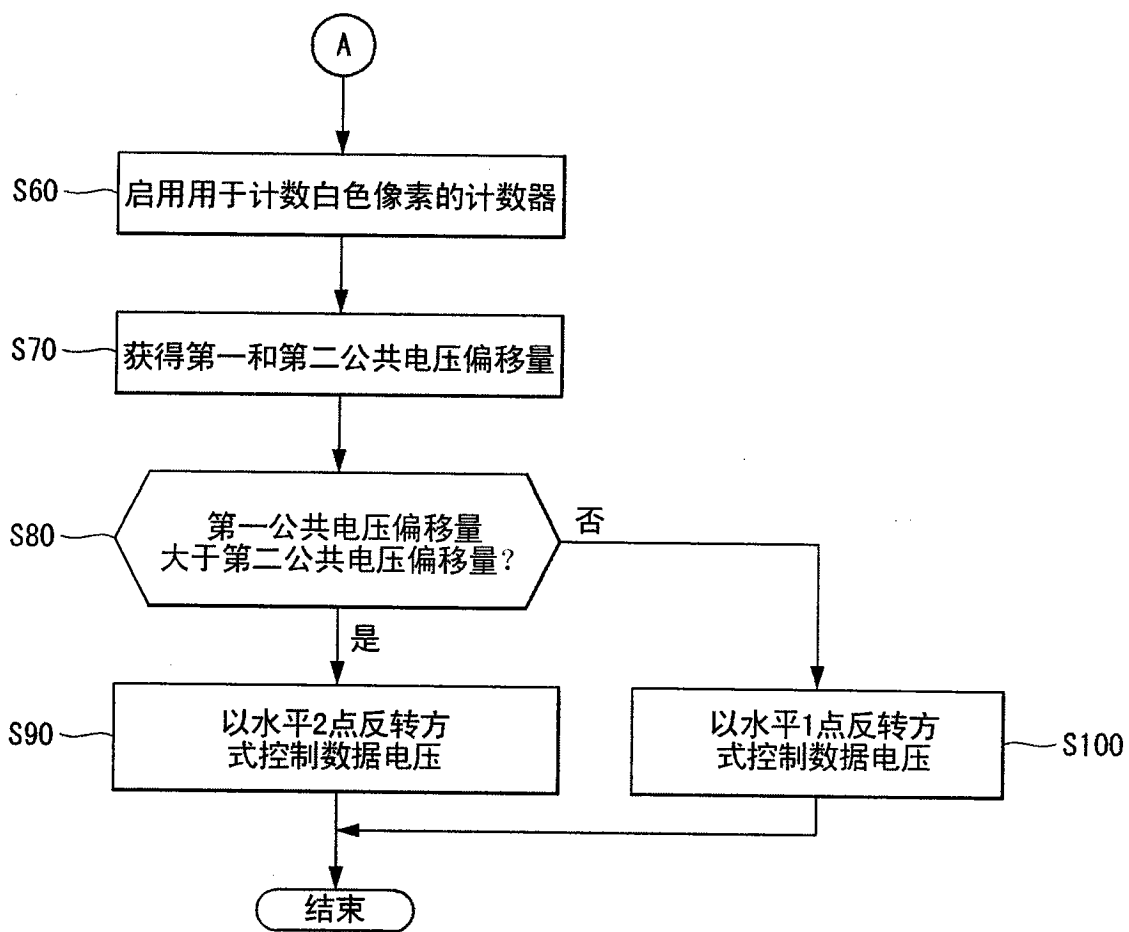 A
S60
启用用于计数白色像素的计数器
S70
获得第一和第二公共电压偏移量
S80
第一公共电压偏移量
大于第二公共电压偏移量?
否
是
S90
以水平2点反转方
式控制数据电压
以水平1点反转方
式控制数据电压
S100
结束